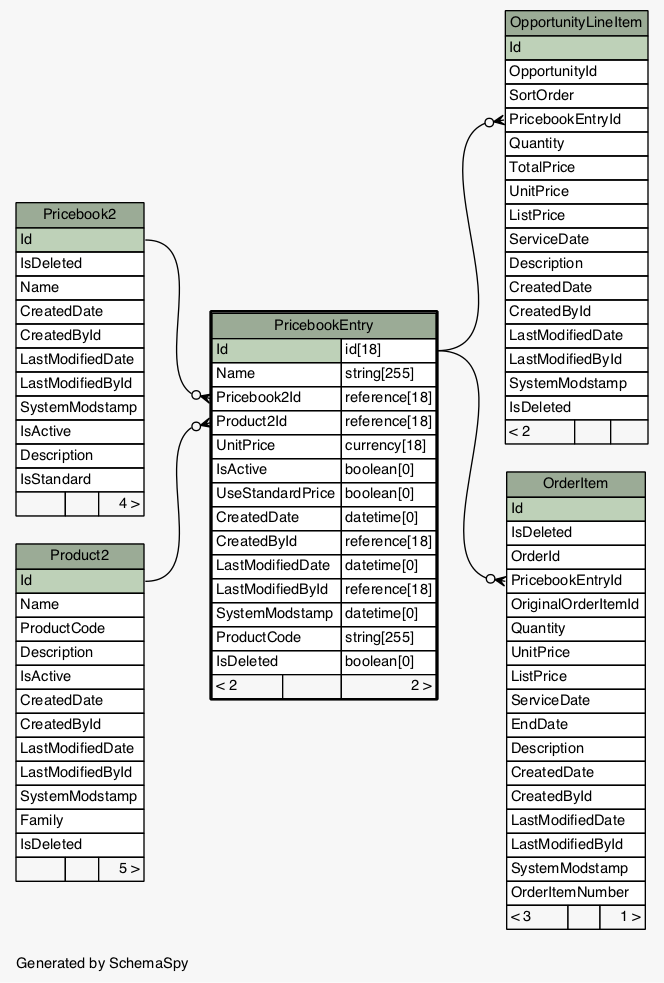 Pricebook2
Id
IsDeleted
Name
CreatedDate
CreatedById
LastModifiedDate
LastModifiedById
SystemModstamp
IsActive
Description
IsStandard
4 >
Product2
Id
Name
ProductCode
Description
IsActive
CreatedDate
CreatedById
LastModifiedDate
LastModifiedById
SystemModstamp
Family
IsDeleted
5 >
PricebookEntry
Id id[18]
Name string[255]
Pricebook2Id reference[18]
Product2Id reference[18]
UnitPrice currency[18]
IsActive boolean[0]
UseStandardPrice boolean[0]
CreatedDate datetime[0]
CreatedById reference[18]
LastModifiedDate datetime[0]
LastModifiedById reference[18]
SystemModstamp datetime[0]
ProductCode string[255]
IsDeleted boolean[0]
< 2 2 >
OpportunityLineItem
Id
OpportunityId
SortOrder
PricebookEntryId
Quantity
TotalPrice
UnitPrice
ListPrice
ServiceDate
Description
CreatedDate
CreatedById
LastModifiedDate
LastModifiedById
SystemModstamp
IsDeleted
< 2
OrderItem
Id
IsDeleted
OrderId
PricebookEntryId
OriginalOrderItemId
Quantity
UnitPrice
ListPrice
ServiceDate
EndDate
Description
CreatedDate
CreatedById
LastModifiedDate
LastModifiedById
SystemModstamp
OrderItemNumber
< 3 1 >
Generated by SchemaSpy